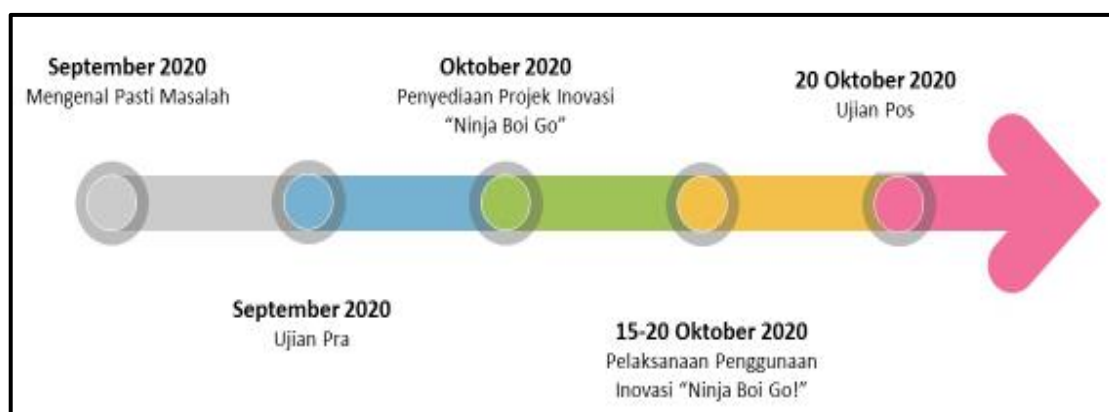 September 2020
Mengenal Pasti Masalah
Oktober 2020
Penyediaan Projek Inovasi
“Ninja Boi Go”
20 Oktober 2020
Ujian Pos
September 2020
Ujian Pra
15-20 Oktober 2020
Pelaksanaan Penggunaan
Inovasi “Ninja Boi Go!”